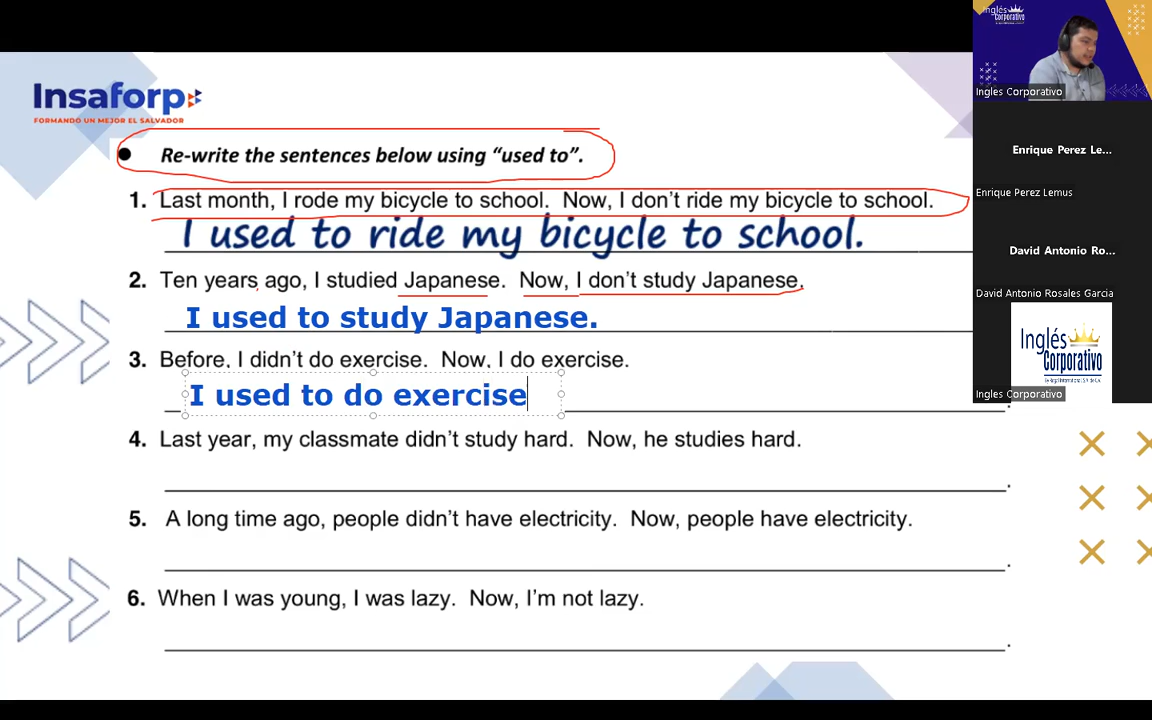 Insaforp
FORMANDO UN MEJOR EL SALVADOR
Re-write the sentences below using “used to”.
1. Last month, I rode my bicycle to school. Now, I don’t ride my bicycle to school.
I used to ride my bicycle to school.
2. Ten years ago, I studied Japanese. Now, I don’t study Japanese.
I used to study Japanese.
3. Before, I didn’t do exercise. Now, I do exercise.
I used to do exercise
4. Last year, my classmate didn’t study hard. Now, he studies hard.
5. A long time ago, people didn’t have electricity. Now, people have electricity.
6. When I was young, I was lazy. Now, I’m not lazy.
Inglés
Corporativo
Ingles Corporativo
Enrique Perez Le...
Enrique Perez Lemus
David Antonio Ro...
David Antonio Rosales Garcia
Inglés
Corporativo
Ingles Corporativo